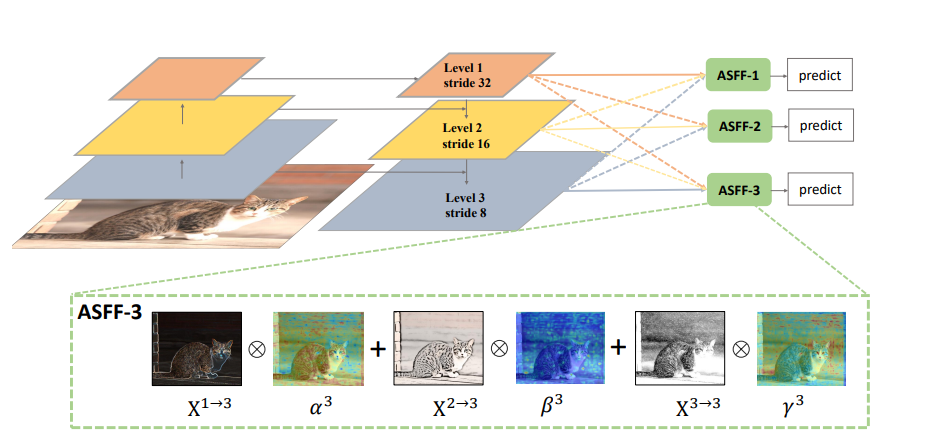 Level 1
stride 32
Level 2
stride 16
Level 3
stride 8
ASFF-1
predict
ASFF-2
predict
ASFF-3
predict
ASFF-3
⊗ + ⊗ + ⊗
X^{1→3} α^3 X^{2→3} β^3 X^{3→3} γ^3